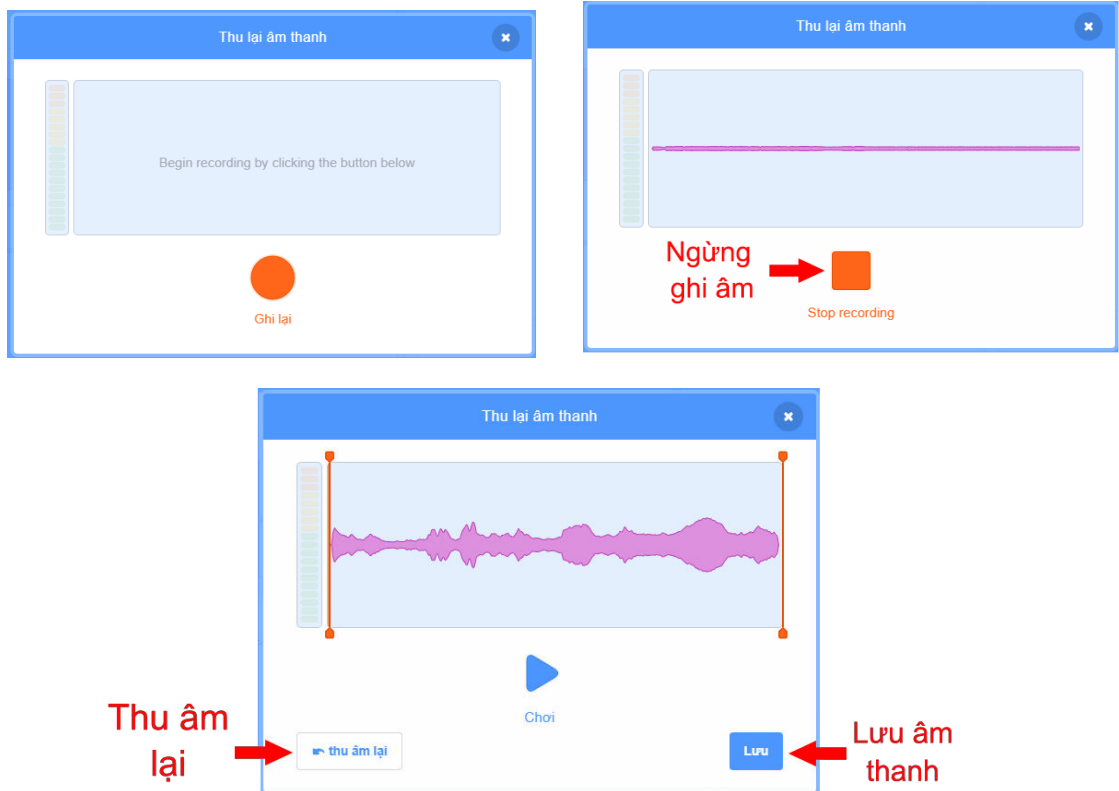 Thu lại âm thanh
Begin recording by clicking the button below
Ghi lại
Thu lại âm thanh
Ngừng
ghi âm
Stop recording
Thu lại âm thanh
Chơi
Thu âm
lại
thu âm lại
Lưu
Lưu âm
thanh